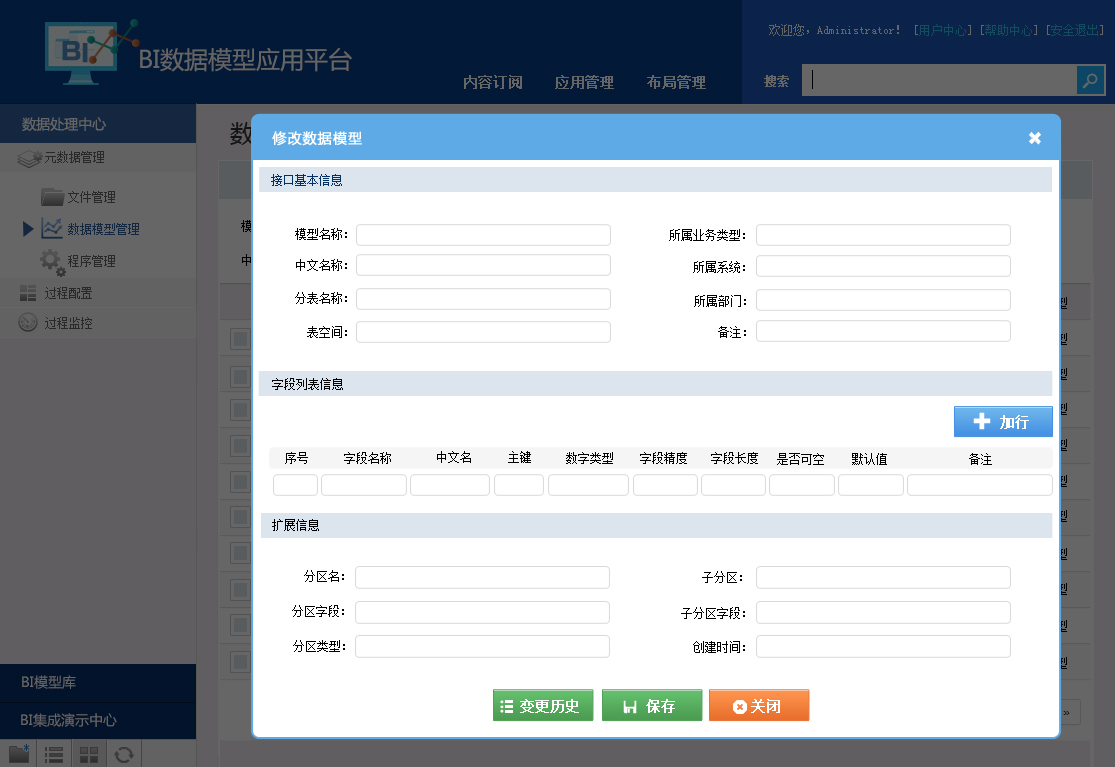 欢迎您，Administrator！ [用户中心] [帮助中心] [安全退出]
BI
BI数据模型应用平台
内容订阅 应用管理 布局管理
搜索
数据处理中心
数
元数据管理
文件管理
数据模型管理
程序管理
过程配置
过程监控
模
中
修改数据模型
接口基本信息
模型名称： 所属业务类型：
中文名称： 所属系统：
分表名称： 所属部门：
表空间： 备注：
字段列表信息
加行
序号 字段名称 中文名 主键 数字类型 字段精度 字段长度 是否可空 默认值 备注
扩展信息
分区名： 子分区：
分区字段： 子分区字段：
分区类型： 创建时间：
变更历史 保存 关闭
BI模型库
BI集成演示中心
»